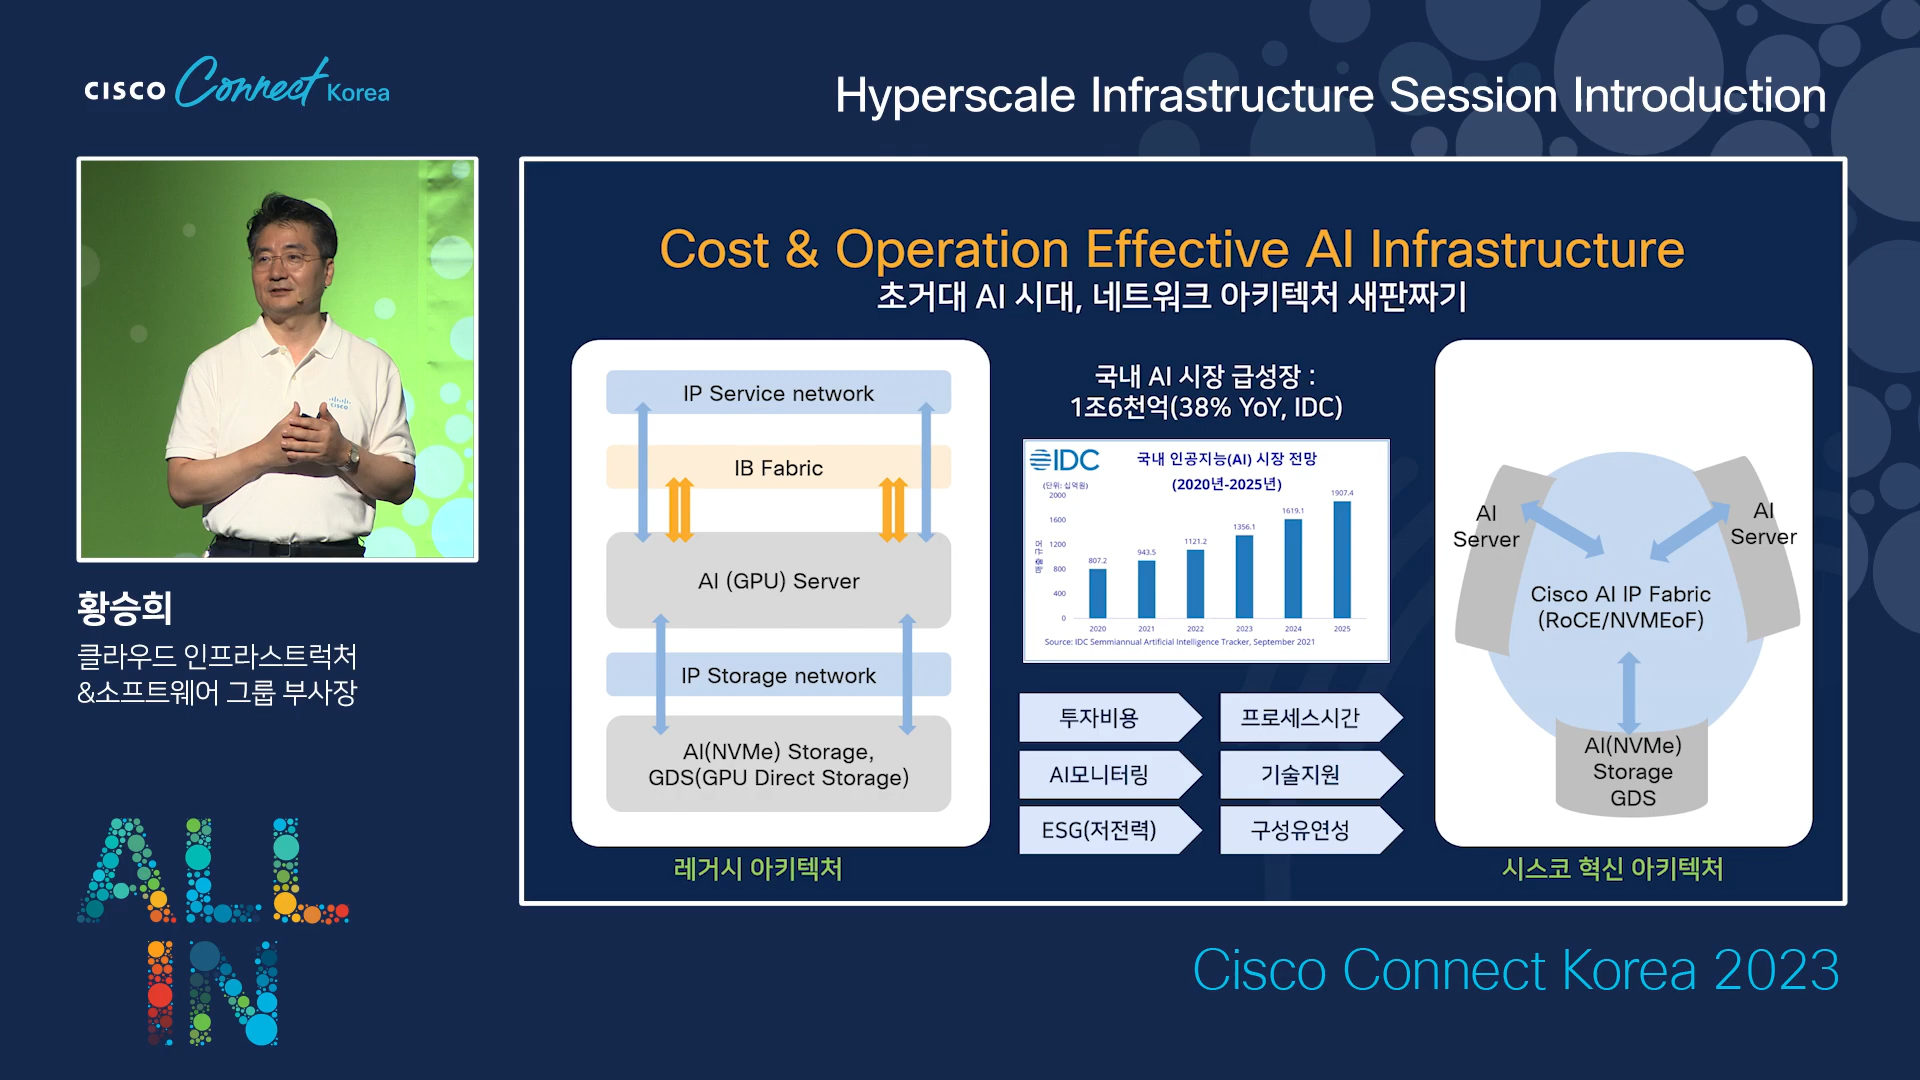 CISCO Connect Korea
Hyperscale Infrastructure Session Introduction
cisco
황승희
클라우드 인프라스트럭처
&소프트웨어 그룹 부사장
ALL
IN
Cost & Operation Effective AI Infrastructure
초거대 AI 시대, 네트워크 아키텍처 새판짜기
IP Service network
IB Fabric
AI (GPU) Server
IP Storage network
AI(NVMe) Storage,
GDS(GPU Direct Storage)
레거시 아키텍처
국내 AI 시장 급성장 :
1조6천억(38% YoY, IDC)
IDC
국내 인공지능(AI) 시장 전망
(2020년-2025년)
(단위: 십억원)
2000
1600
1200
800
400
0
매출 규모
807.2
943.5
1121.2
1356.1
1619.1
1907.4
2020 2021 2022 2023 2024 2025
Source: IDC Semmiannual Artificial Intelligence Tracker, September 2021
투자비용
프로세스시간
AI모니터링
기술지원
ESG(저전력)
구성유연성
AI
Server
AI
Server
Cisco AI IP Fabric
(RoCE/NVMEoF)
AI(NVMe)
Storage
GDS
시스코 혁신 아키텍처
Cisco Connect Korea 2023